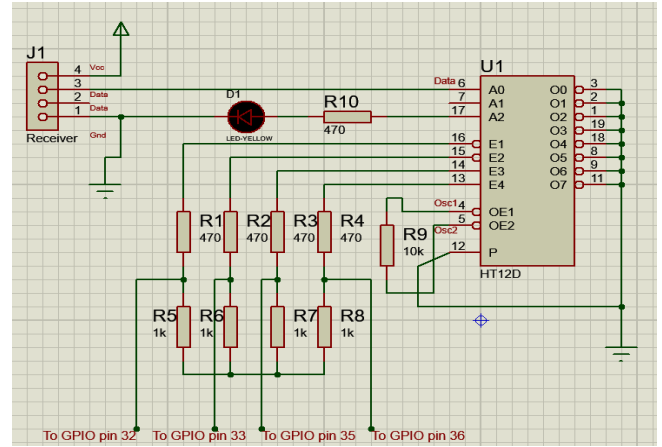 J1
4 Vcc
3
2 Data
1 Data
Gnd
Receiver
D1
LED-YELLOW
R10
470
U1
Data 6 A0
7 A1
17 A2
16 E1
15 E2
14 E3
13 E4
Osc1 4 OE1
Osc2 5 OE2
12 P
O0 3
O1 2
O2 1
O3 19
O4 18
O5 8
O6 9
O7 11
HT12D
R1
470
R2
470
R3
470
R4
470
R9
10k
R5
1k
R6
1k
R7
1k
R8
1k
To GPIO pin 32
To GPIO pin 33
To GPIO pin 35
To GPIO pin 36